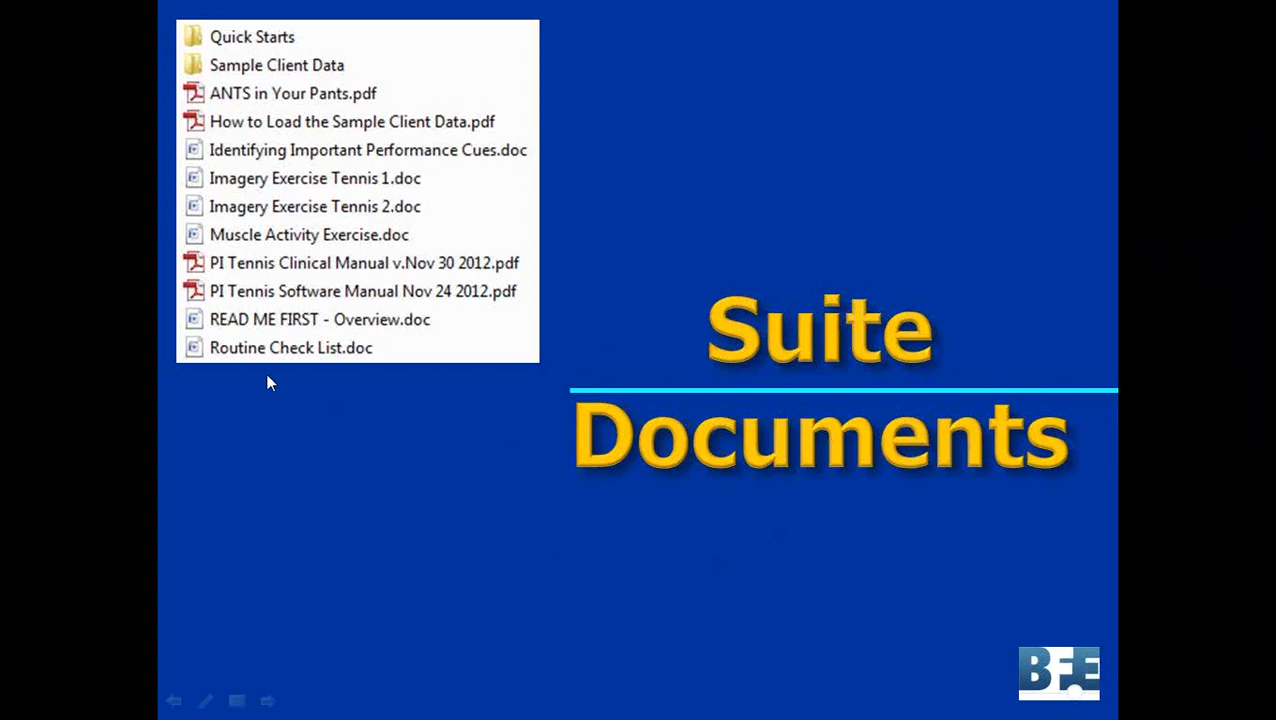 Quick Starts
Sample Client Data
ANTS in Your Pants.pdf
How to Load the Sample Client Data.pdf
Identifying Important Performance Cues.doc
Imagery Exercise Tennis 1.doc
Imagery Exercise Tennis 2.doc
Muscle Activity Exercise.doc
PI Tennis Clinical Manual v.Nov 30 2012.pdf
PI Tennis Software Manual Nov 24 2012.pdf
READ ME FIRST - Overview.doc
Routine Check List.doc
Suite
Documents
BFE